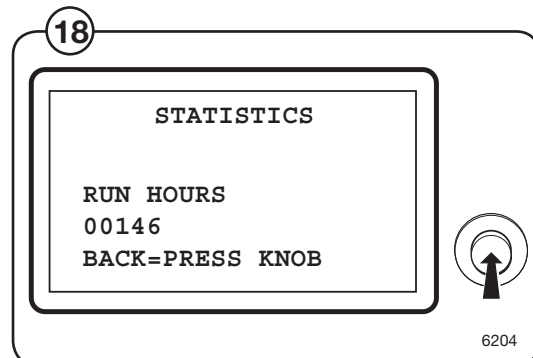 18
STATISTICS
RUN HOURS
00146
BACK=PRESS KNOB
6204